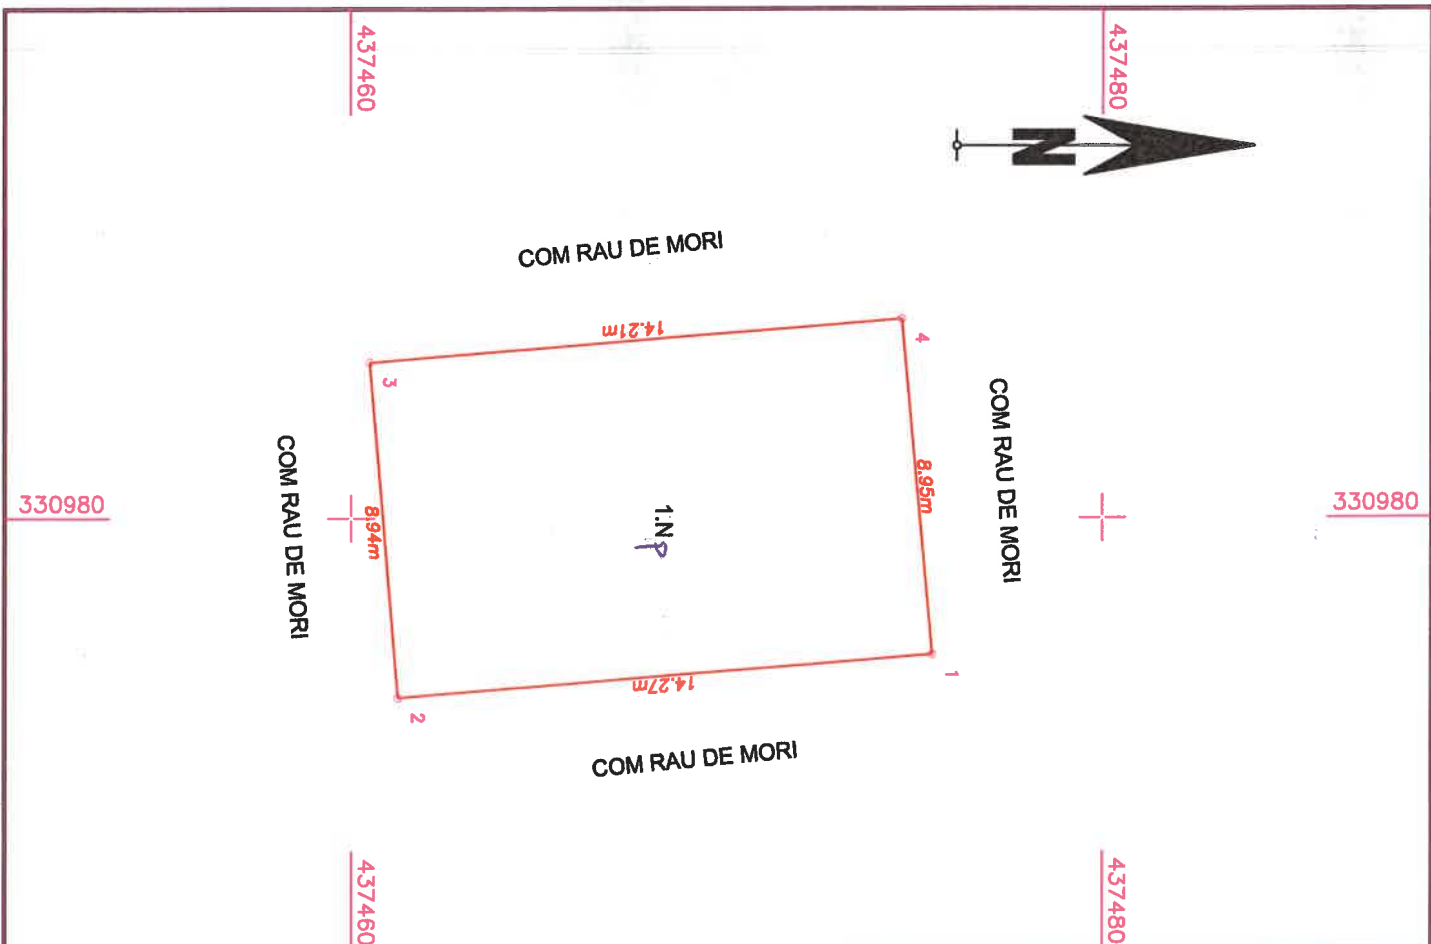 437460
437480
N
COM RAU DE MORI
14.21m
4
3
COM RAU DE MORI
8.95m
COM RAU DE MORI
330980
8.94m
1.N
330980
14.27m
1
2
COM RAU DE MORI
437460
437480